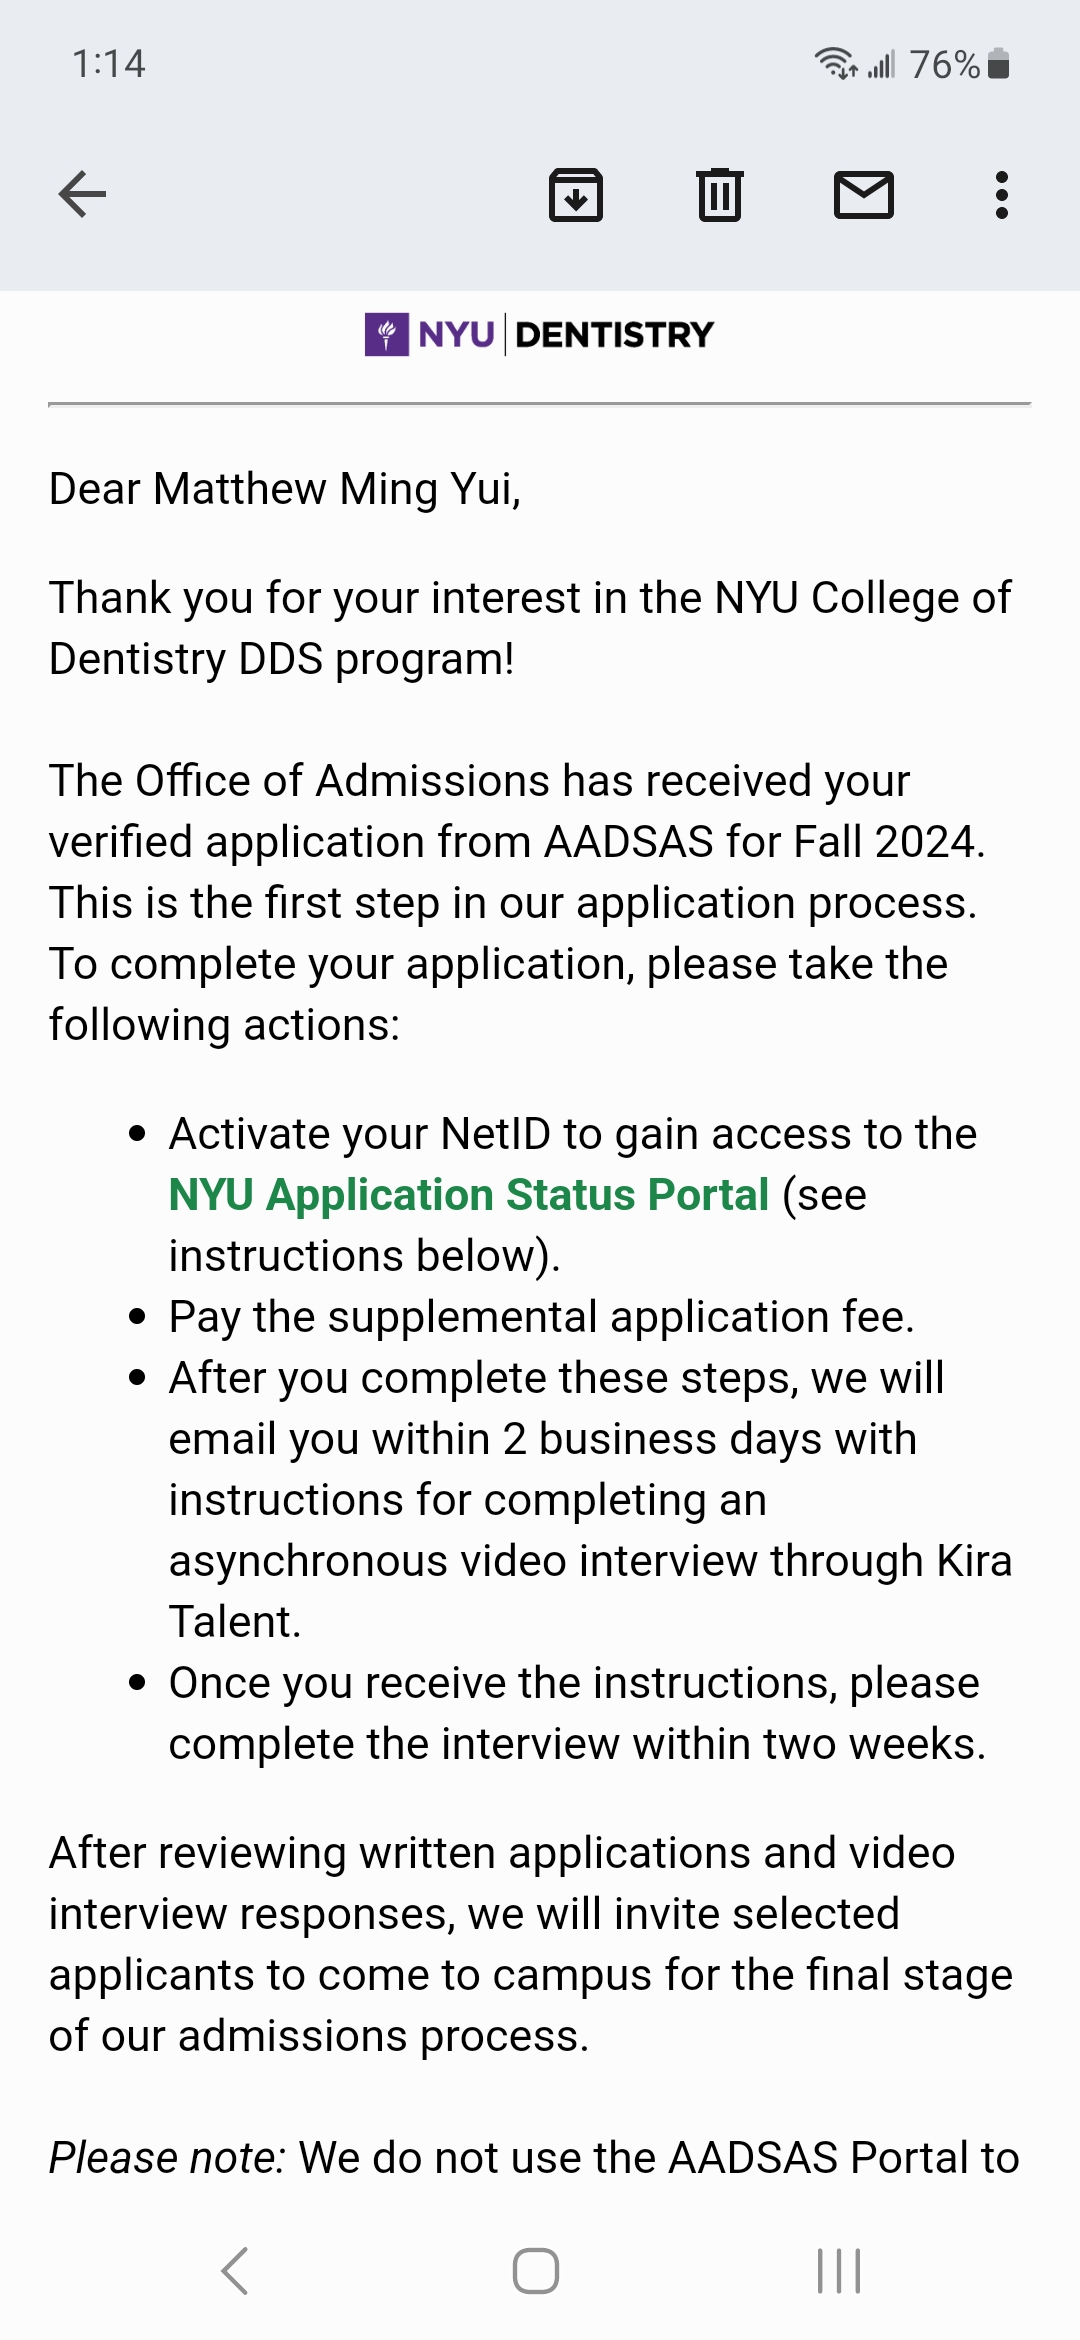 1:14
76%
NYU DENTISTRY
Dear Matthew Ming Yui,
Thank you for your interest in the NYU College of
Dentistry DDS program!
The Office of Admissions has received your
verified application from AADSAS for Fall 2024.
This is the first step in our application process.
To complete your application, please take the
following actions:
• Activate your NetID to gain access to the
NYU Application Status Portal (see
instructions below).
• Pay the supplemental application fee.
• After you complete these steps, we will
email you within 2 business days with
instructions for completing an
asynchronous video interview through Kira
Talent.
• Once you receive the instructions, please
complete the interview within two weeks.
After reviewing written applications and video
interview responses, we will invite selected
applicants to come to campus for the final stage
of our admissions process.
Please note: We do not use the AADSAS Portal to